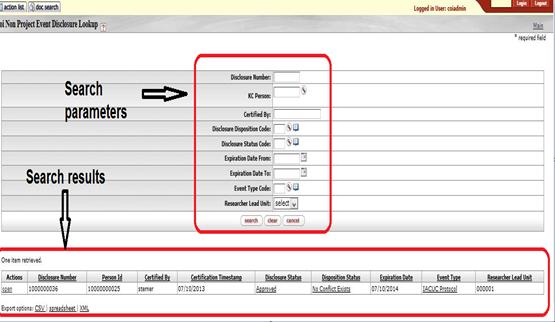 action list doc search
Logged in User: coiadmin
Login Logout
oi Non Project Event Disclosure Lookup ?
Main
* required field
Search parameters
Disclosure Number:
KC Person:
Certified By:
Disclosure Disposition Code:
Disclosure Status Code:
Expiration Date From:
Expiration Date To:
Event Type Code:
Researcher Lead Unit: select
search clear cancel
Search results
One item retrieved.
Actions Disclosure Number Person Id Certified By Certification Timestamp Disclosure Status Disposition Status Expiration Date Event Type Researcher Lead Unit
open 1000000036 10000000025 sterner 07/10/2013 Approved No Conflict Exists 07/10/2014 IACUC Protocol 000001
Export options: CSV | spreadsheet | XML